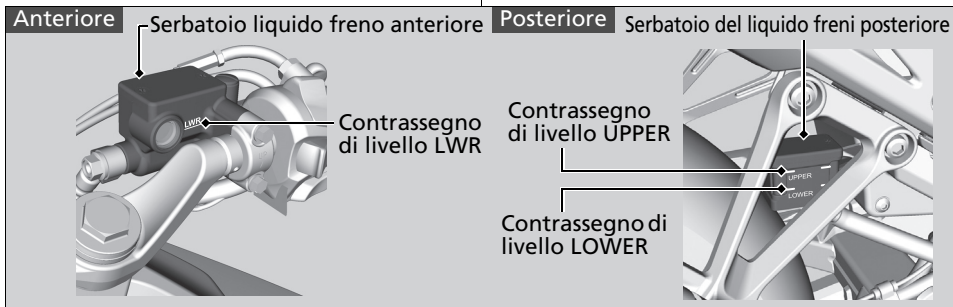 Anteriore
Serbatoio liquido freno anteriore
LWR
Contrassegno
di livello LWR
Posteriore
Serbatoio del liquido freni posteriore
Contrassegno
di livello UPPER
UPPER
LOWER
Contrassegno di
livello LOWER